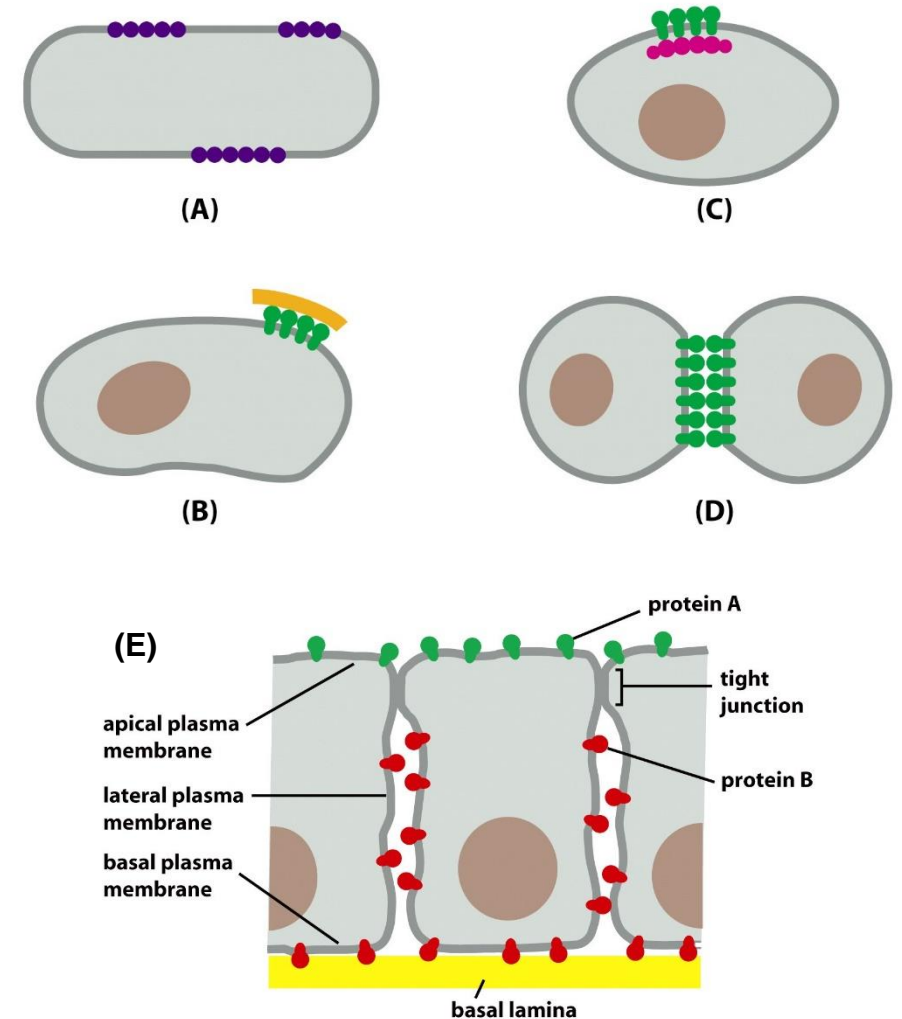 (A)
(C)
(B)
(D)
(E)
protein A
tight
junction
apical plasma
membrane
protein B
lateral plasma
membrane
basal plasma
membrane
basal lamina